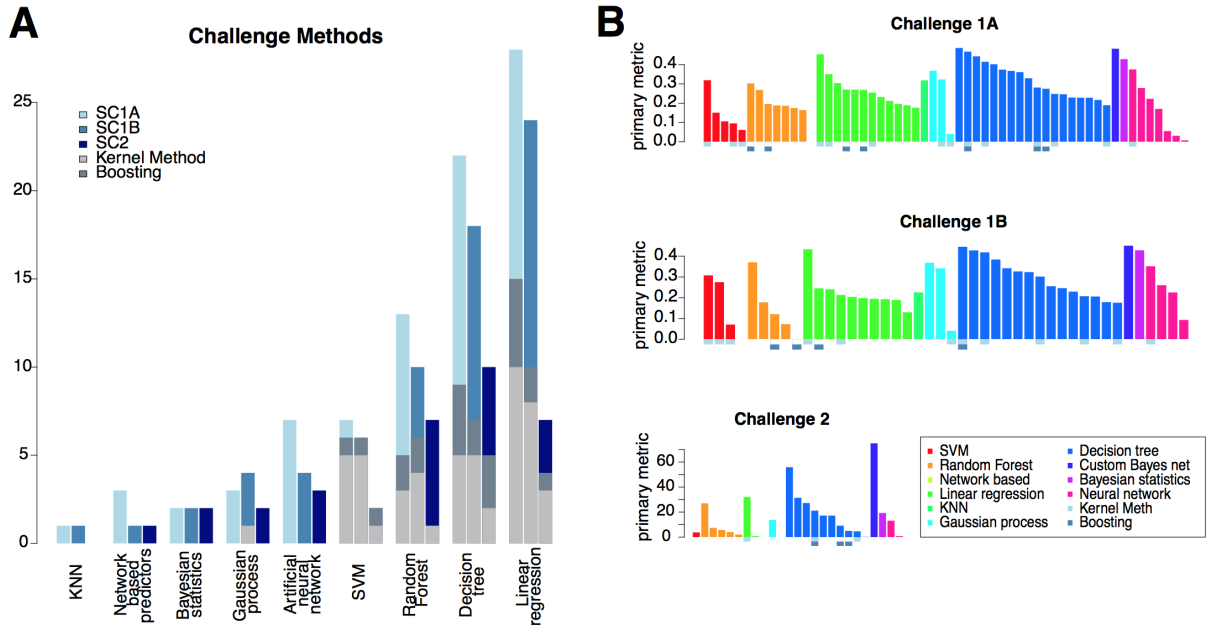 A
Challenge Methods
SC1A
SC1B
SC2
Kernel Method
Boosting
25
20
15
10
5
0
KNN
Network
based
predictors
Bayesian
statistics
Gaussian
process
Artificial
neural
network
SVM
Random
Forest
Decision
tree
Linear
regression
B
Challenge 1A
primary metric
0.4
0.3
0.2
0.1
0.0
Challenge 1B
primary metric
0.4
0.3
0.2
0.1
0.0
Challenge 2
primary metric
60
40
20
0
SVM
Random Forest
Network based
Linear regression
KNN
Gaussian process
Decision tree
Custom Bayes net
Bayesian statistics
Neural network
Kernel Meth
Boosting